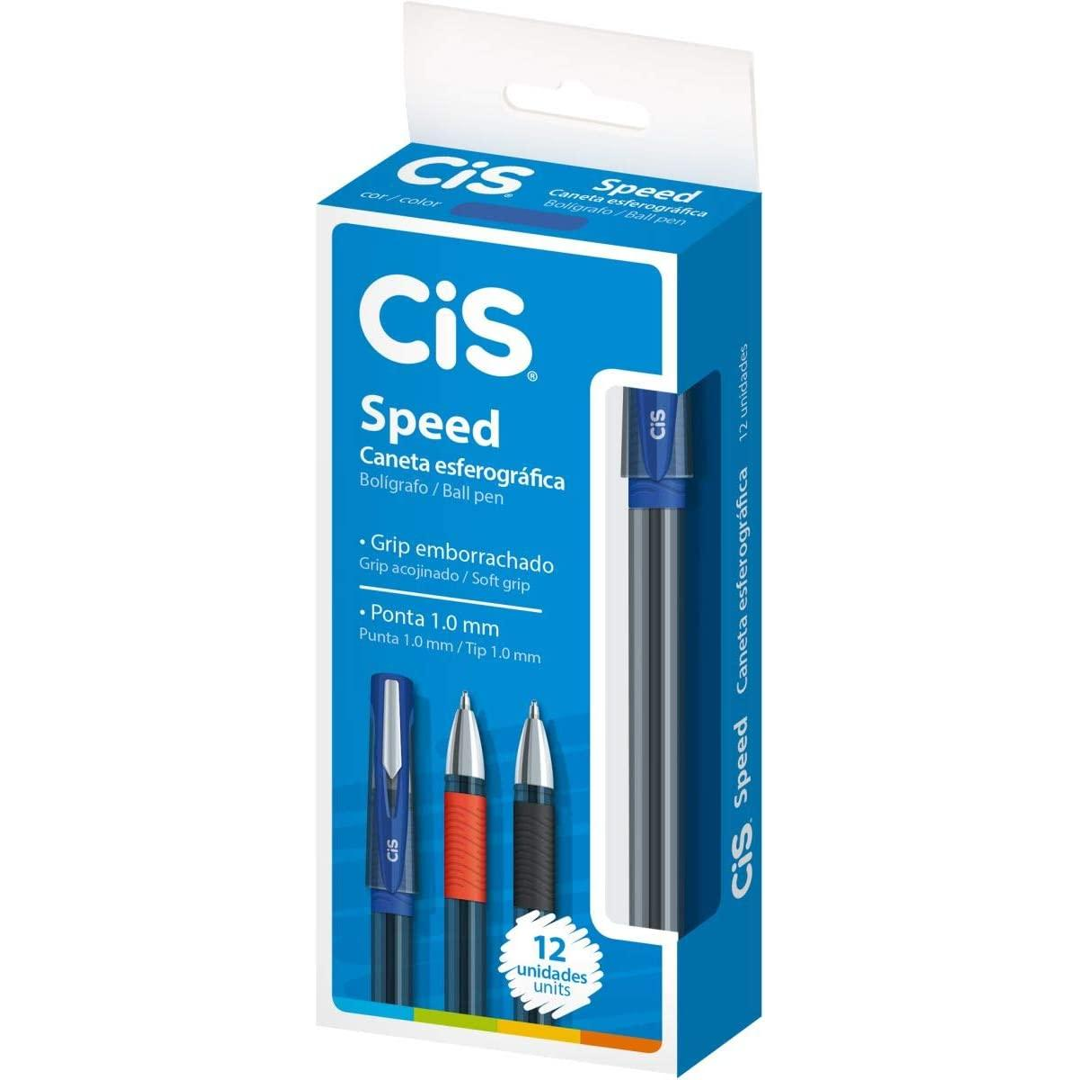 CiS®
Speed
cor / color
Caneta esferográfica
Bolígrafo / Ball pen
CiS®
Speed
Caneta esferográfica
Bolígrafo / Ball pen
• Grip emborrachado
Grip acojinado / Soft grip
• Ponta 1.0 mm
Punta 1.0 mm / Tip 1.0 mm
CiS
12
unidades
units
CiS
CiS. Speed Caneta esferográfica 12 unidades